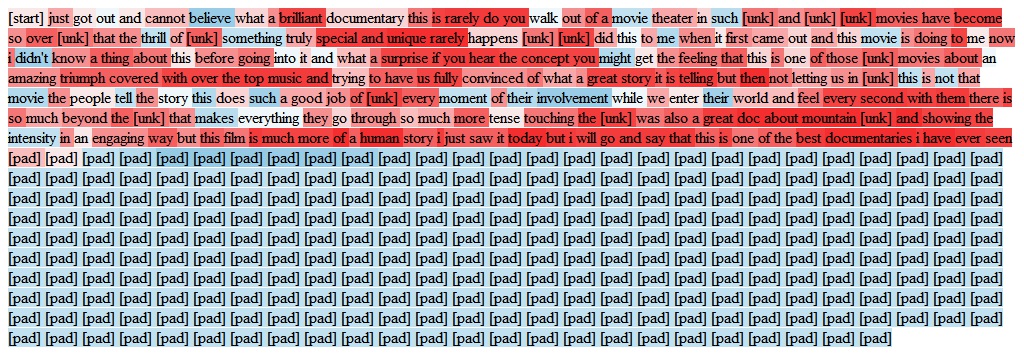 [start] just got out and cannot believe what a brilliant documentary this is rarely do you walk out of a movie theater in such [unk] and [unk] [unk] movies have become
so over [unk] that the thrill of [unk] something truly special and unique rarely happens [unk] [unk] did this to me when it first came out and this movie is doing to me now
i didn't know a thing about this before going into it and what a surprise if you hear the concept you might get the feeling that this is one of those [unk] movies about an
amazing triumph covered with over the top music and trying to have us fully convinced of what a great story it is telling but then not letting us in [unk] this is not that
movie the people tell the story this does such a good job of [unk] every moment of their involvement while we enter their world and feel every second with them there is
so much beyond the [unk] that makes everything they go through so much more tense touching the [unk] was also a great doc about mountain [unk] and showing the
intensity in an engaging way but this film is much more of a human story i just saw it today but i will go and say that this is one of the best documentaries i have ever seen
[pad] [pad] [pad] [pad] [pad] [pad] [pad] [pad] [pad] [pad] [pad] [pad] [pad] [pad] [pad] [pad] [pad] [pad] [pad] [pad] [pad] [pad] [pad] [pad] [pad] [pad] [pad]
[pad] [pad] [pad] [pad] [pad] [pad] [pad] [pad] [pad] [pad] [pad] [pad] [pad] [pad] [pad] [pad] [pad] [pad] [pad] [pad] [pad] [pad] [pad] [pad] [pad] [pad] [pad]
[pad] [pad] [pad] [pad] [pad] [pad] [pad] [pad] [pad] [pad] [pad] [pad] [pad] [pad] [pad] [pad] [pad] [pad] [pad] [pad] [pad] [pad] [pad] [pad] [pad] [pad] [pad]
[pad] [pad] [pad] [pad] [pad] [pad] [pad] [pad] [pad] [pad] [pad] [pad] [pad] [pad] [pad] [pad] [pad] [pad] [pad] [pad] [pad] [pad] [pad] [pad] [pad] [pad] [pad]
[pad] [pad] [pad] [pad] [pad] [pad] [pad] [pad] [pad] [pad] [pad] [pad] [pad] [pad] [pad] [pad] [pad] [pad] [pad] [pad] [pad] [pad] [pad] [pad] [pad] [pad] [pad]
[pad] [pad] [pad] [pad] [pad] [pad] [pad] [pad] [pad] [pad] [pad] [pad] [pad] [pad] [pad] [pad] [pad] [pad] [pad] [pad] [pad] [pad] [pad] [pad] [pad] [pad] [pad]
[pad] [pad] [pad] [pad] [pad] [pad] [pad] [pad] [pad] [pad] [pad] [pad] [pad] [pad] [pad] [pad] [pad] [pad] [pad] [pad] [pad] [pad] [pad] [pad] [pad] [pad] [pad]
[pad] [pad] [pad] [pad] [pad] [pad] [pad] [pad] [pad] [pad] [pad] [pad] [pad] [pad] [pad] [pad] [pad] [pad] [pad] [pad] [pad] [pad] [pad] [pad] [pad] [pad] [pad]
[pad] [pad] [pad] [pad] [pad] [pad] [pad] [pad] [pad] [pad] [pad] [pad] [pad] [pad] [pad] [pad] [pad] [pad] [pad] [pad] [pad] [pad] [pad] [pad] [pad] [pad] [pad]
[pad] [pad] [pad] [pad] [pad] [pad] [pad] [pad] [pad] [pad] [pad] [pad] [pad] [pad] [pad] [pad] [pad] [pad] [pad] [pad] [pad] [pad] [pad] [pad]